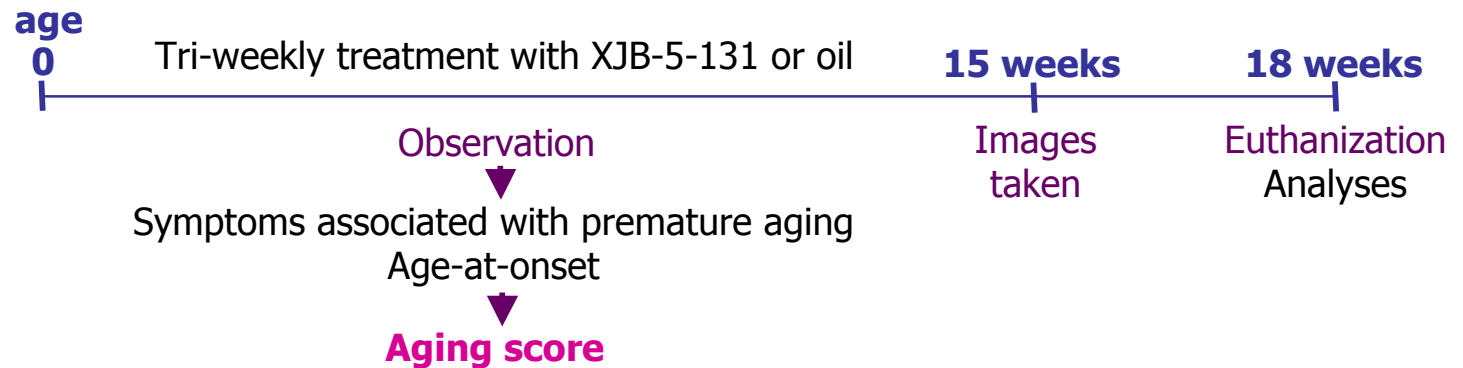 age
0
Tri-weekly treatment with XJB-5-131 or oil
15 weeks
18 weeks
Observation
Images
taken
Euthanization
Analyses
Symptoms associated with premature aging
Age-at-onset
Aging score